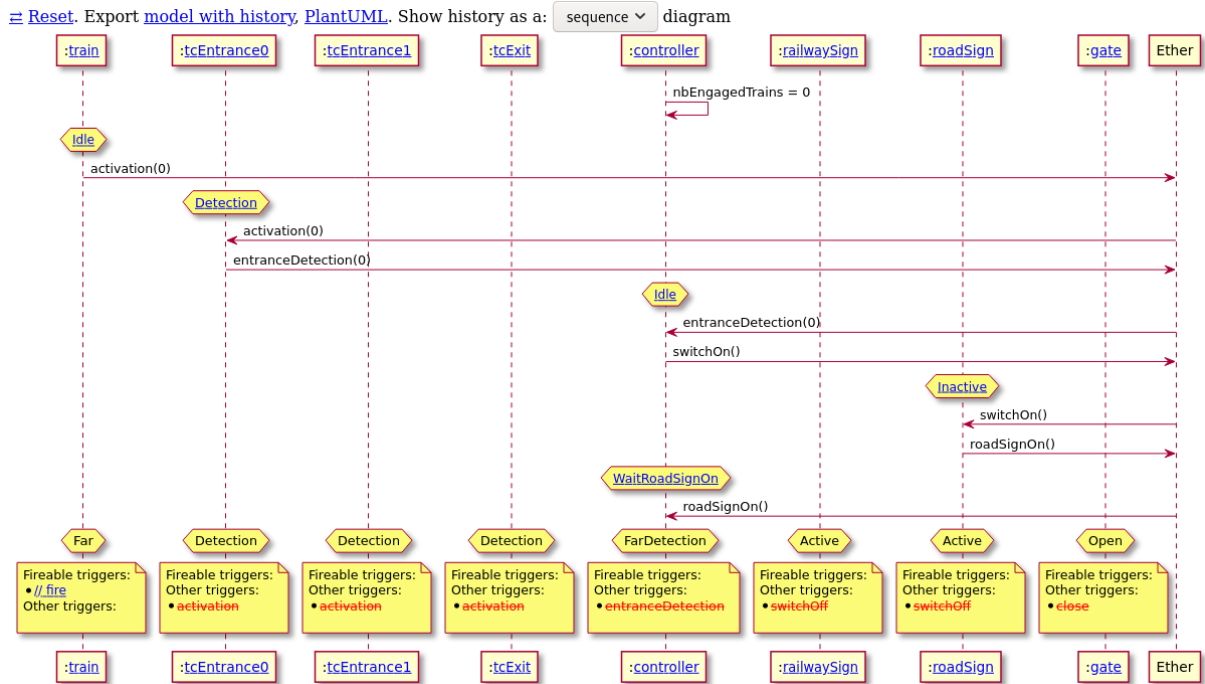 ⇄ Reset. Export model with history, PlantUML. Show history as a: sequence diagram
:train :tcEntrance0 :tcEntrance1 :tcExit :controller :railwaySign :roadSign :gate Ether
nbEngagedTrains = 0
Idle
activation(0)
Detection
activation(0)
entranceDetection(0)
Idle
entranceDetection(0)
switchOn()
Inactive
switchOn()
roadSignOn()
WaitRoadSignOn
roadSignOn()
Far Detection Detection Detection FarDetection Active Active Open
Fireable triggers: Fireable triggers: Fireable triggers: Fireable triggers: Fireable triggers: Fireable triggers: Fireable triggers: Fireable triggers:
• // fire Other triggers: Other triggers: Other triggers: Other triggers: Other triggers: Other triggers: Other triggers:
Other triggers: • activation • activation • activation • entranceDetection • switchOff • switchOff • close
:train :tcEntrance0 :tcEntrance1 :tcExit :controller :railwaySign :roadSign :gate Ether